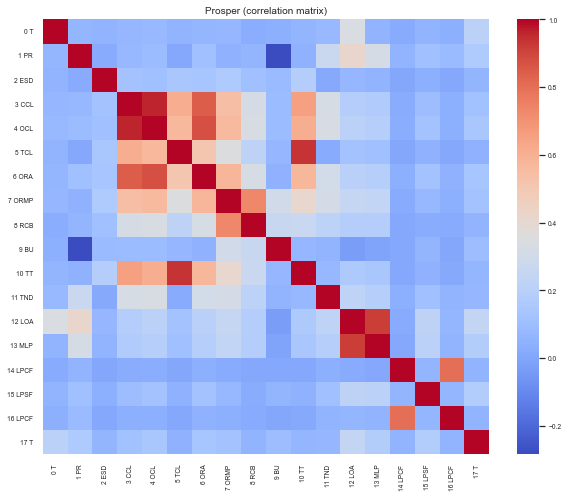 Prosper (correlation matrix)
0 T
1 PR
2 ESD
3 CCL
4 OCL
5 TCL
6 ORA
7 ORMP
8 RCB
9 BU
10 TT
11 TND
12 LOA
13 MLP
14 LPCF
15 LPSF
16 LPCF
17 T
0 T
1 PR
2 ESD
3 CCL
4 OCL
5 TCL
6 ORA
7 ORMP
8 RCB
9 BU
10 TT
11 TND
12 LOA
13 MLP
14 LPCF
15 LPSF
16 LPCF
17 T
1.0
0.8
0.6
0.4
0.2
0.0
−0.2